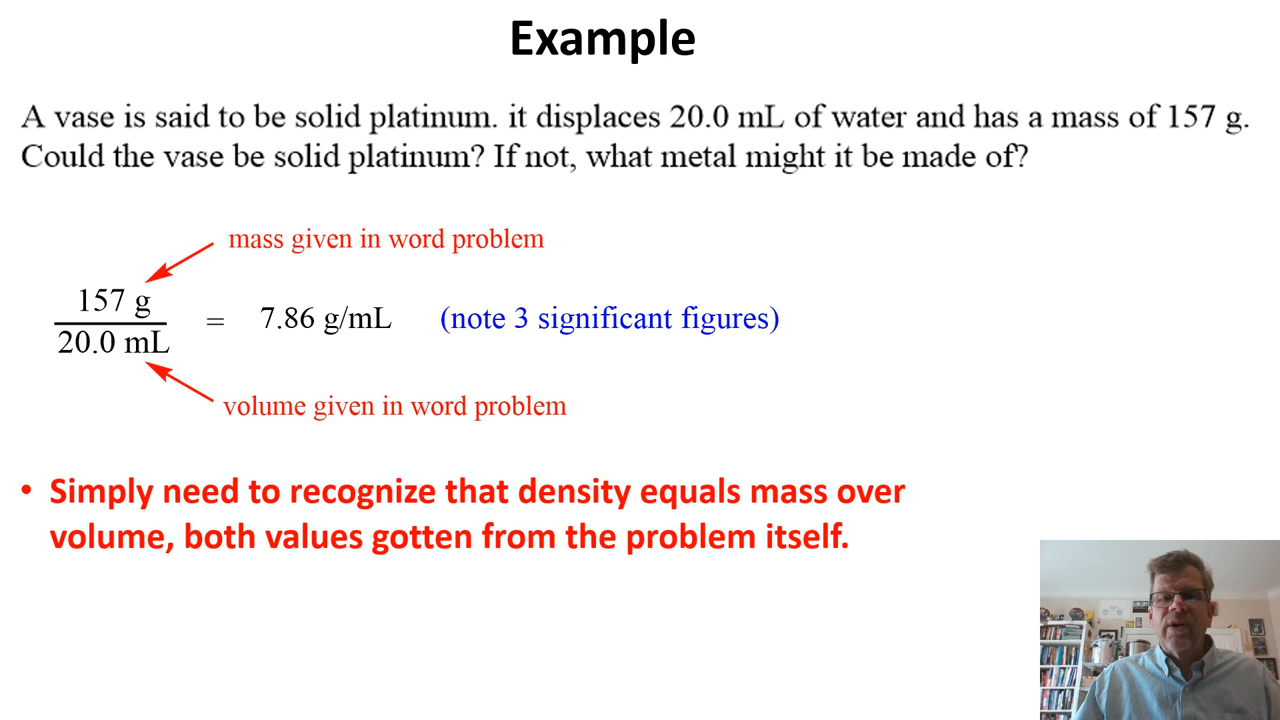 Example
A vase is said to be solid platinum. it displaces 20.0 mL of water and has a mass of 157 g.
Could the vase be solid platinum? If not, what metal might it be made of?
mass given in word problem
157 g
20.0 mL
= 7.86 g/mL (note 3 significant figures)
volume given in word problem
• Simply need to recognize that density equals mass over
volume, both values gotten from the problem itself.